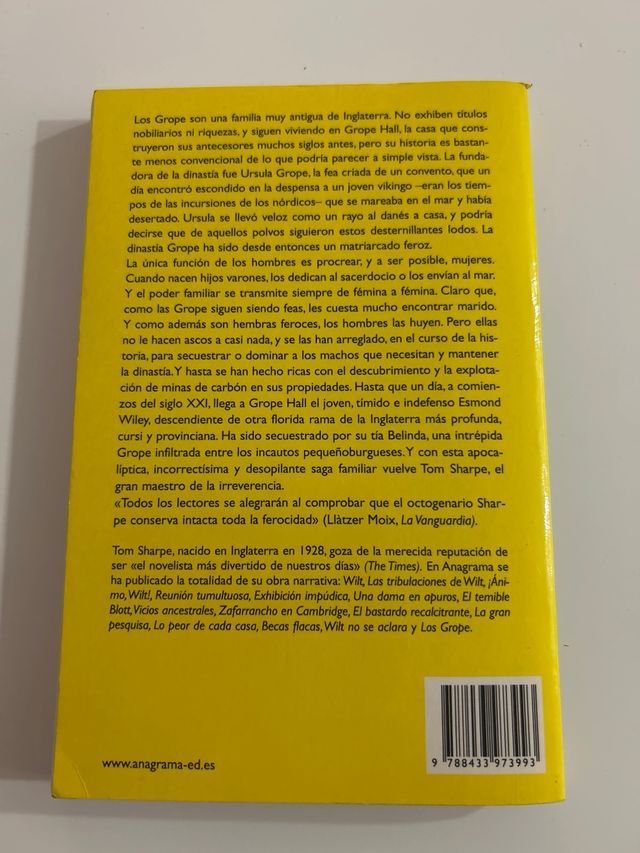 Los Grope son una familia muy antigua de Inglaterra. No exhiben títulos
nobiliarios ni riquezas, y siguen viviendo en Grope Hall, la casa que cons-
truyeron sus antecesores muchos siglos antes, pero su historia es bastan-
te menos convencional de lo que podría parecer a simple vista. La funda-
dora de la dinastía fue Ursula Grope, la fea criada de un convento, que un
día encontró escondido en la despensa a un joven vikingo –eran los tiem-
pos de las incursiones de los nórdicos– que se mareaba en el mar y había
desertado. Ursula se llevó veloz como un rayo al danés a casa, y podría
decirse que de aquellos polvos siguieron estos desternillantes lodos. La
dinastía Grope ha sido desde entonces un matriarcado feroz.
La única función de los hombres es procrear, y a ser posible, mujeres.
Cuando nacen hijos varones, los dedican al sacerdocio o los envían al mar.
Y el poder familiar se transmite siempre de fémina a fémina. Claro que,
como las Grope siguen siendo feas, les cuesta mucho encontrar marido.
Y como además son hembras feroces, los hombres las huyen. Pero ellas
no le hacen ascos a casi nada, y se las han arreglado, en el curso de la his-
toria, para secuestrar o dominar a los machos que necesitan y mantener
la dinastía. Y hasta se han hecho ricas con el descubrimiento y la explota-
ción de minas de carbón en sus propiedades. Hasta que un día, a comien-
zos del siglo XXI, llega a Grope Hall el joven, tímido e indefenso Esmond
Wiley, descendiente de otra florida rama de la Inglaterra más profunda,
cursi y provinciana. Ha sido secuestrado por su tía Belinda, una intrépida
Grope infiltrada entre los incautos pequeñoburgueses. Y con esta apoca-
líptica, incorrectísima y desopilante saga familiar vuelve Tom Sharpe, el
gran maestro de la irreverencia.
«Todos los lectores se alegrarán al comprobar que el octogenario Shar-
pe conserva intacta toda la ferocidad» (Llàtzer Moix, La Vanguardia).
Tom Sharpe, nacido en Inglaterra en 1928, goza de la merecida reputación de
ser «el novelista más divertido de nuestros días» (The Times). En Anagrama se
ha publicado la totalidad de su obra narrativa: Wilt, Las tribulaciones de Wilt, ¡Áni-
mo, Wilt!, Reunión tumultuosa, Exhibición impúdica, Una dama en apuros, El temible
Blott, Vicios ancestrales, Zafarrancho en Cambridge, El bastardo recalcitrante, La gran
pesquisa, Lo peor de cada casa, Becas flacas, Wilt no se aclara y Los Grope.
www.anagrama-ed.es
9 788433 973993